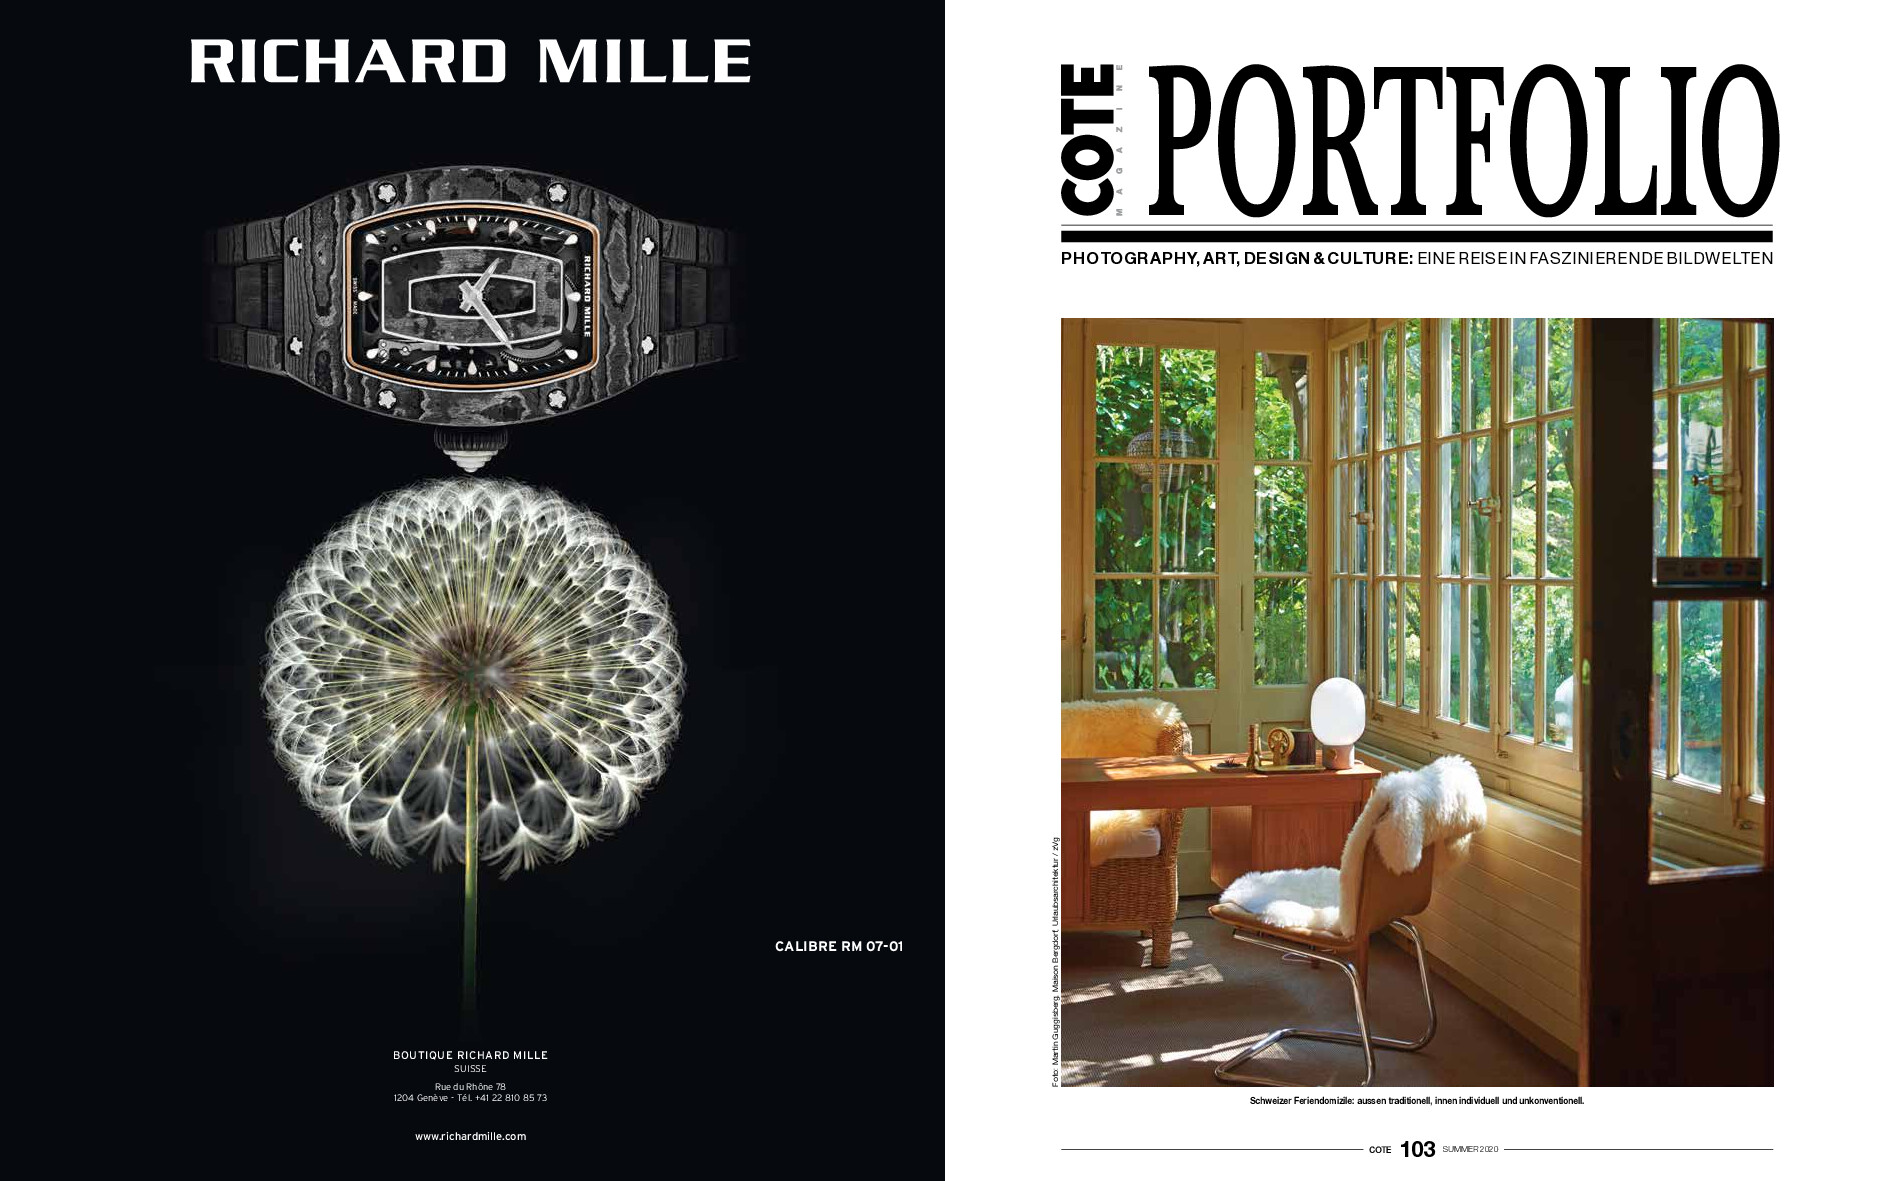 RICHARD MILLE
RICHARD MILLE
SWISS MADE
CALIBRE RM 07-01
BOUTIQUE RICHARD MILLE
SUISSE
Rue du Rhône 78
1204 Genève - Tél. +41 22 810 85 73
www.richardmille.com
COTE
MAGAZINE
PORTFOLIO
PHOTOGRAPHY, ART, DESIGN & CULTURE: EINE REISE IN FASZINIERENDE BILDWELTEN
Foto: Martin Guggisberg, Maison Bergdorf, Urlaubsarchitektur / zVg
Schweizer Feriendomizile: aussen traditionell, innen individuell und unkonventionell.
COTE 103 SUMMER 2020